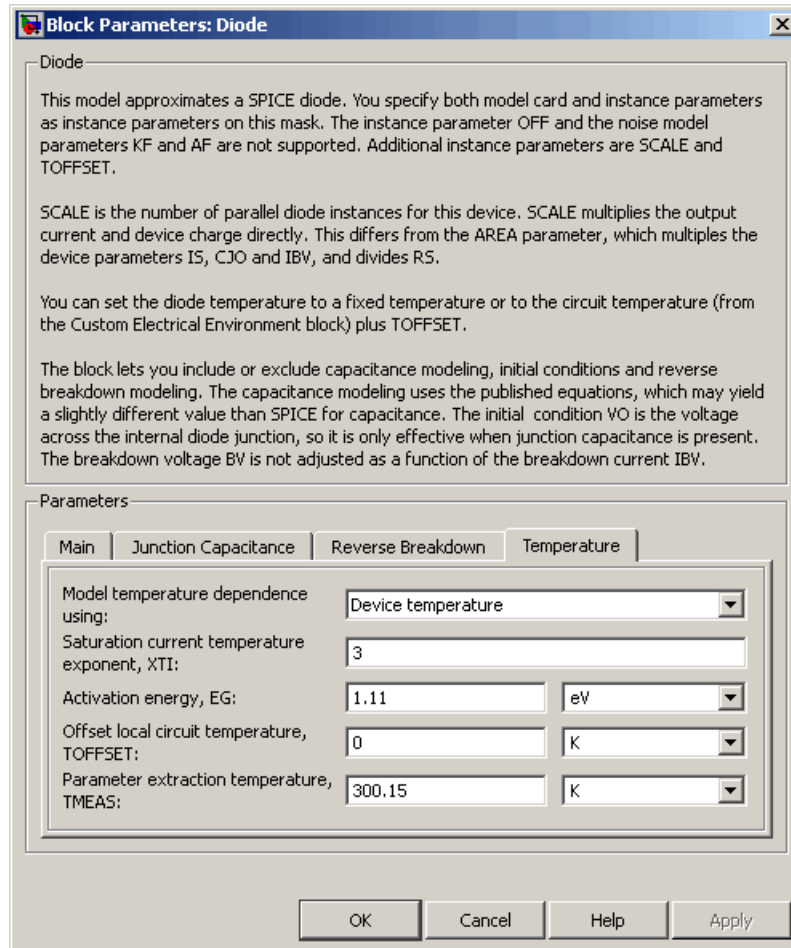 Block Parameters: Diode
Diode
This model approximates a SPICE diode. You specify both model card and instance parameters
as instance parameters on this mask. The instance parameter OFF and the noise model
parameters KF and AF are not supported. Additional instance parameters are SCALE and
TOFFSET.
SCALE is the number of parallel diode instances for this device. SCALE multiplies the output
current and device charge directly. This differs from the AREA parameter, which multiples the
device parameters IS, CJO and IBV, and divides RS.
You can set the diode temperature to a fixed temperature or to the circuit temperature (from
the Custom Electrical Environment block) plus TOFFSET.
The block lets you include or exclude capacitance modeling, initial conditions and reverse
breakdown modeling. The capacitance modeling uses the published equations, which may yield
a slightly different value than SPICE for capacitance. The initial  condition VO is the voltage
across the internal diode junction, so it is only effective when junction capacitance is present.
The breakdown voltage BV is not adjusted as a function of the breakdown current IBV.
Parameters
Main Junction Capacitance Reverse Breakdown Temperature
Model temperature dependence
using:
Device temperature
Saturation current temperature
exponent, XTI:
3
Activation energy, EG:
1.11 eV
Offset local circuit temperature,
TOFFSET:
0 K
Parameter extraction temperature,
TMEAS:
300.15 K
OK Cancel Help Apply